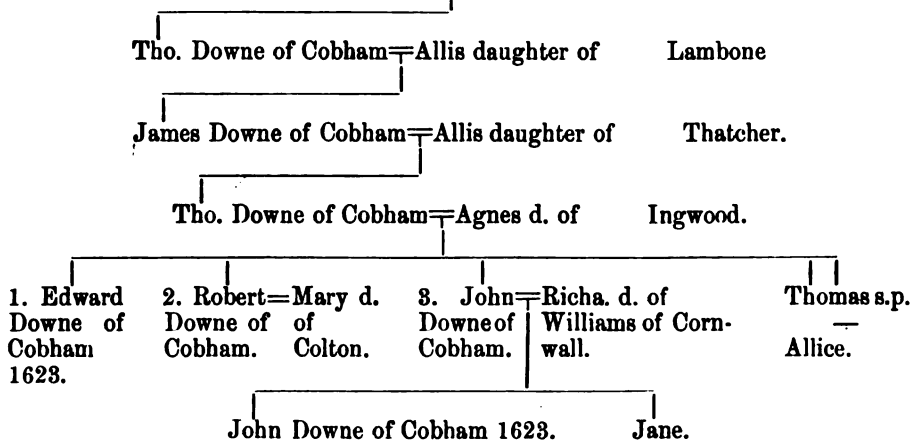 Tho. Downe of Cobham=Allis daughter of Lambone
James Downe of Cobham=Allis daughter of Thatcher.
Tho. Downe of Cobham=Agnes d. of Ingwood.
1. Edward
Downe of
Cobham
1623.
2. Robert=Mary d.
Downe of of
Cobham. Colton.
3. John=Richa. d. of
Downe of Williams of Corn-
Cobham. wall.
Thomas s.p.
—
Allice.
John Downe of Cobham 1623. Jane.